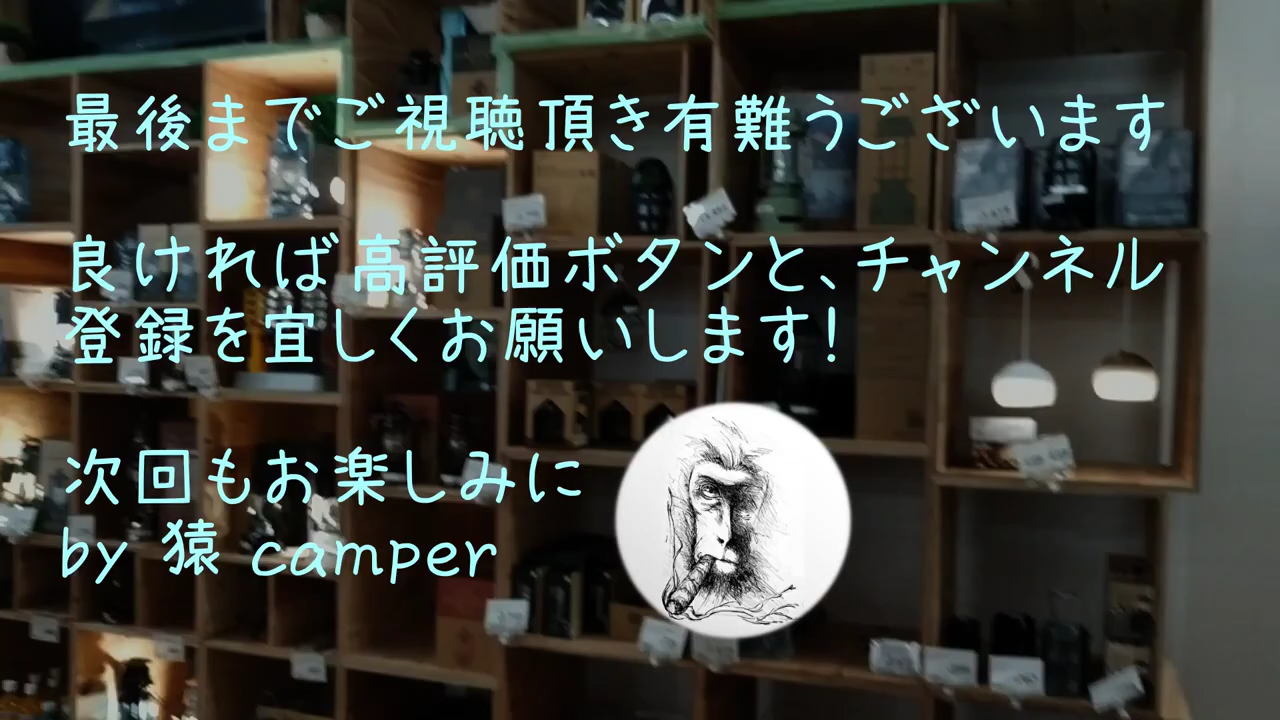 最後までご視聴頂き有難うございます
良ければ高評価ボタンと、チャンネル
登録を宜しくお願いします!
次回もお楽しみに
by 猿 camper